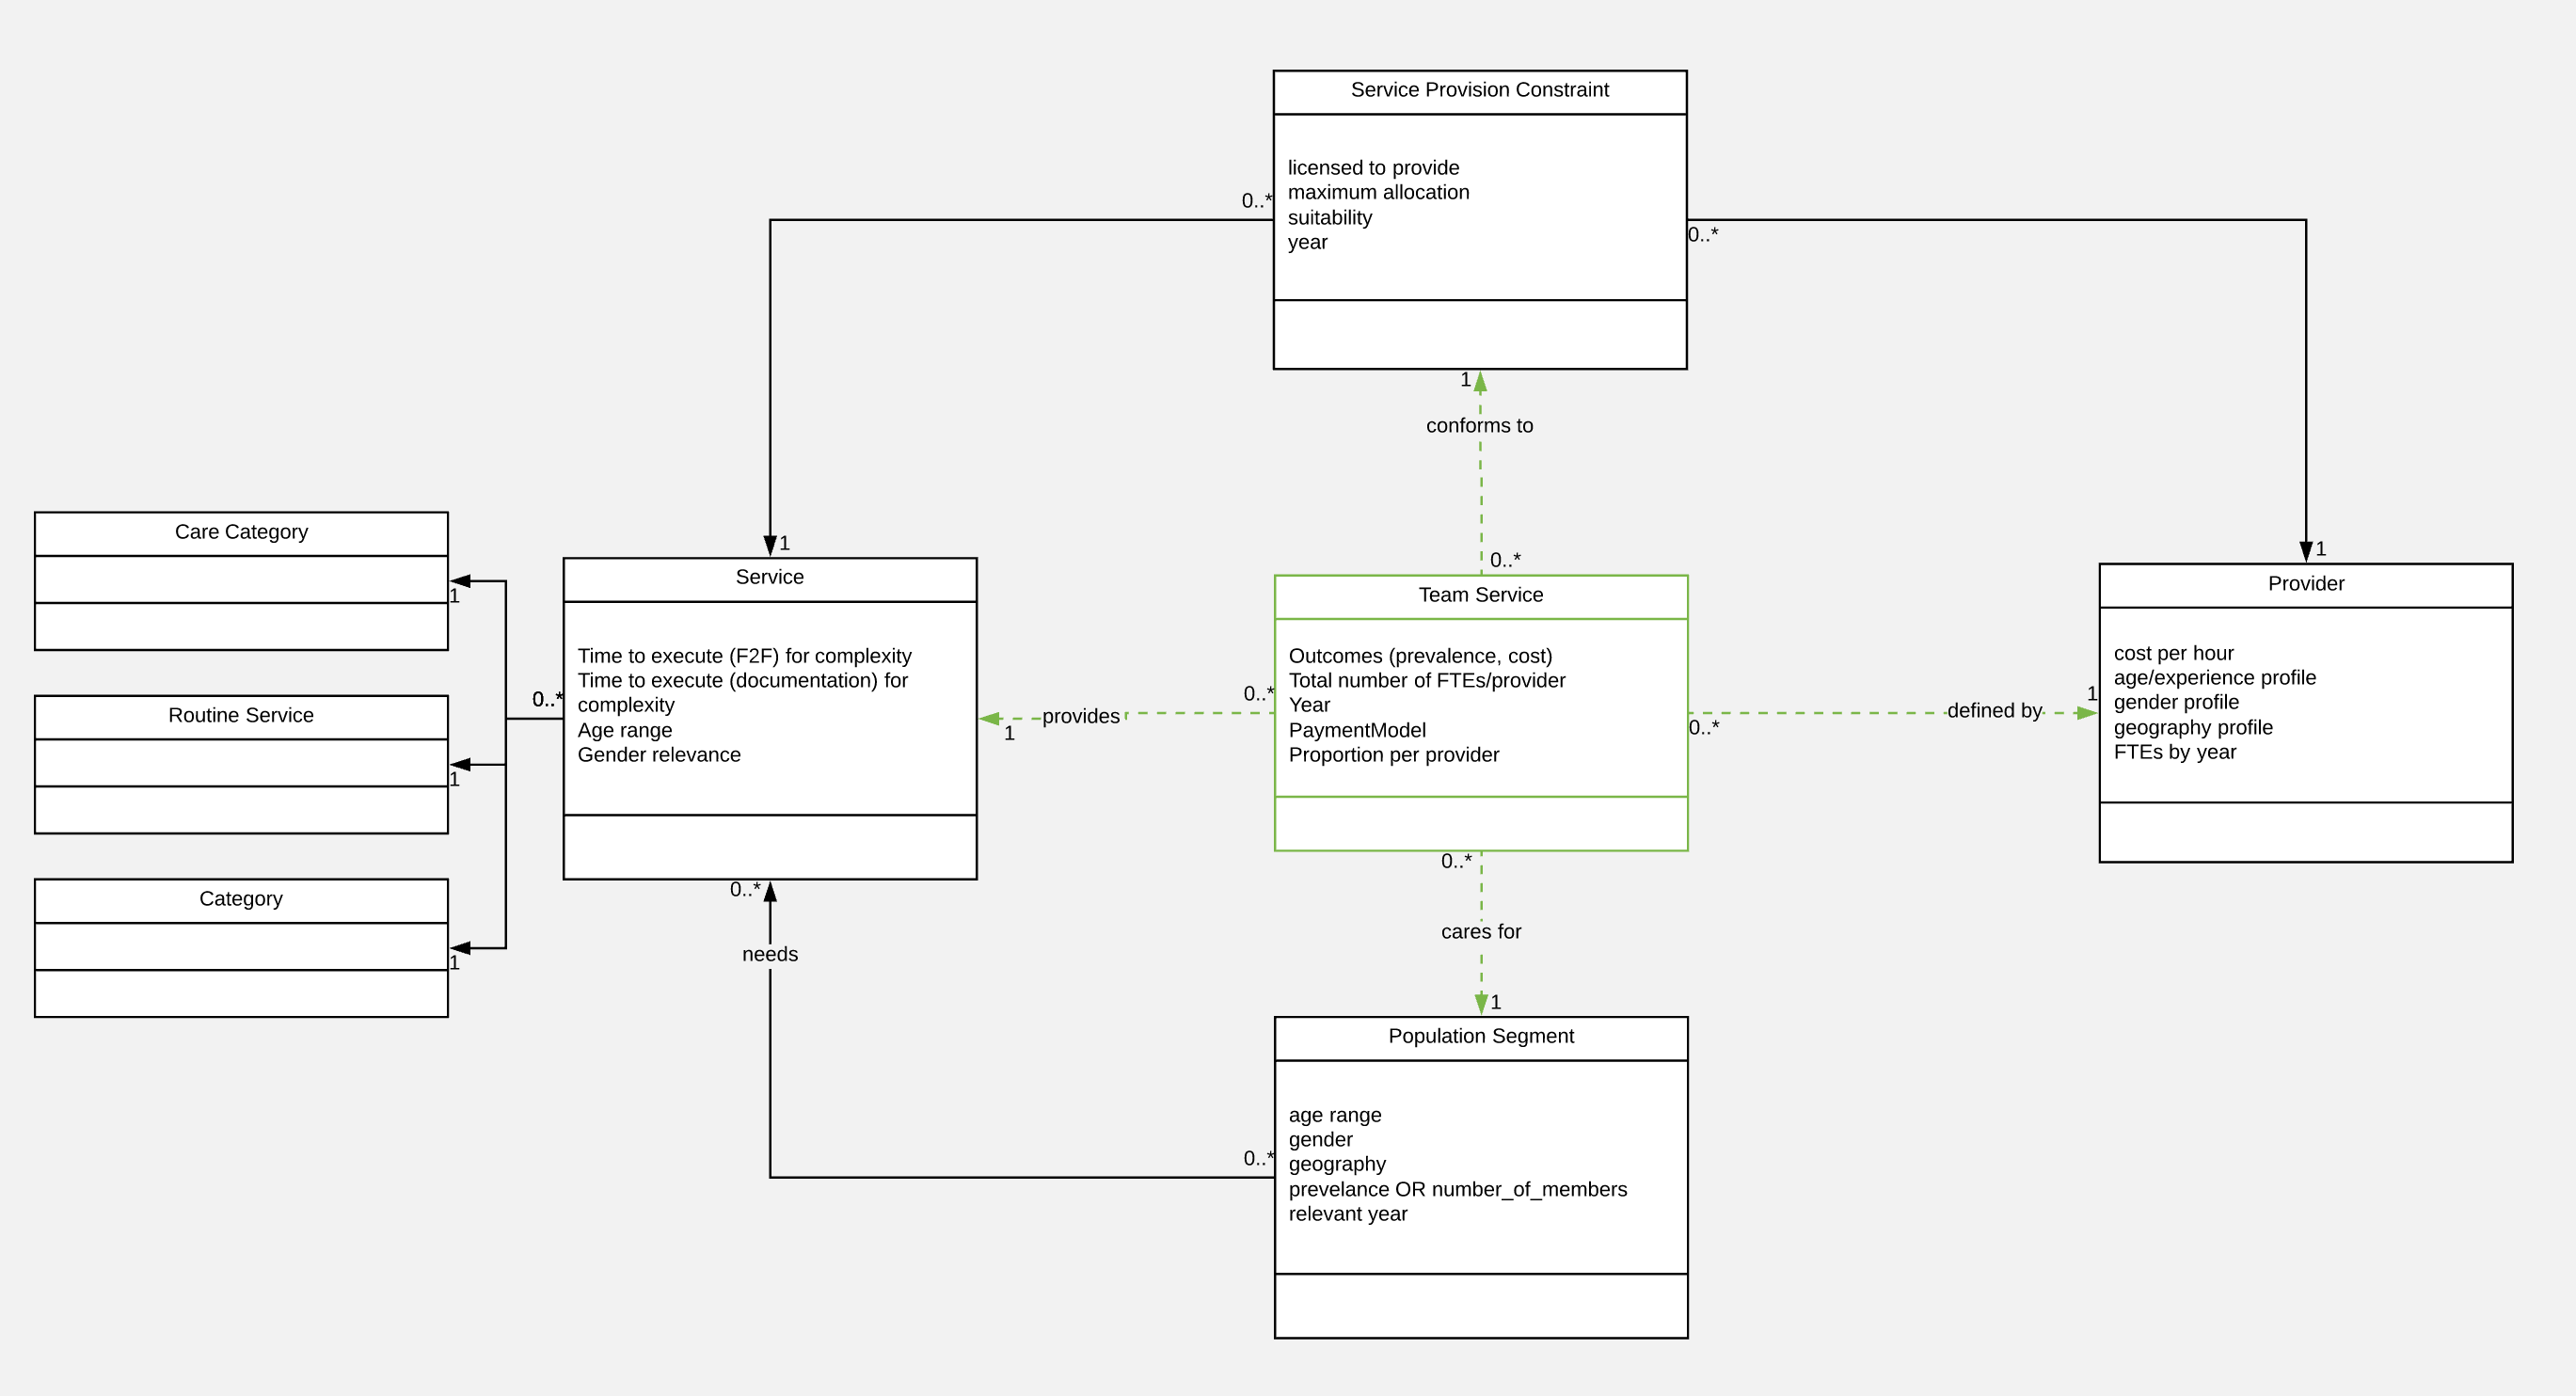 Service Provision Constraint
licensed to provide
maximum allocation
suitability
year
0..*
0..*
1
conforms to
0..*
1
1
Care Category
1
Routine Service
1
Category
1
0..*
Service
Time to execute (F2F) for complexity
Time to execute (documentation) for
complexity
Age range
Gender relevance
0..*
needs
1
provides
0..*
Team Service
Outcomes (prevalence, cost)
Total number of FTEs/provider
Year
PaymentModel
Proportion per provider
0..*
defined by
1
Provider
cost per hour
age/experience profile
gender profile
geography profile
FTEs by year
0..*
cares for
1
Population Segment
age range
gender
geography
prevelance OR number_of_members
relevant year
0..*